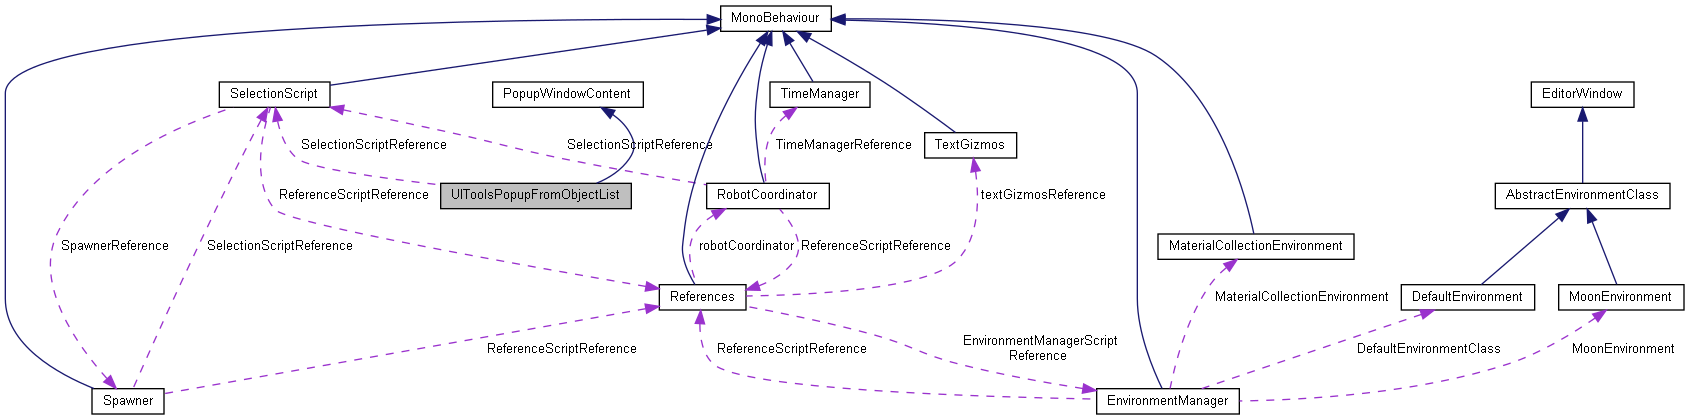 MonoBehaviour
SelectionScript
PopupWindowContent
TimeManager
EditorWindow
SelectionScriptReference
SelectionScriptReference
TimeManagerReference
TextGizmos
ReferenceScriptReference
UIToolsPopupFromObjectList
RobotCoordinator
textGizmosReference
AbstractEnvironmentClass
SpawnerReference
SelectionScriptReference
robotCoordinator
ReferenceScriptReference
MaterialCollectionEnvironment
References
MaterialCollectionEnvironment
DefaultEnvironment
MoonEnvironment
ReferenceScriptReference
ReferenceScriptReference
EnvironmentManagerScript
Reference
DefaultEnvironmentClass
MoonEnvironment
Spawner
EnvironmentManager